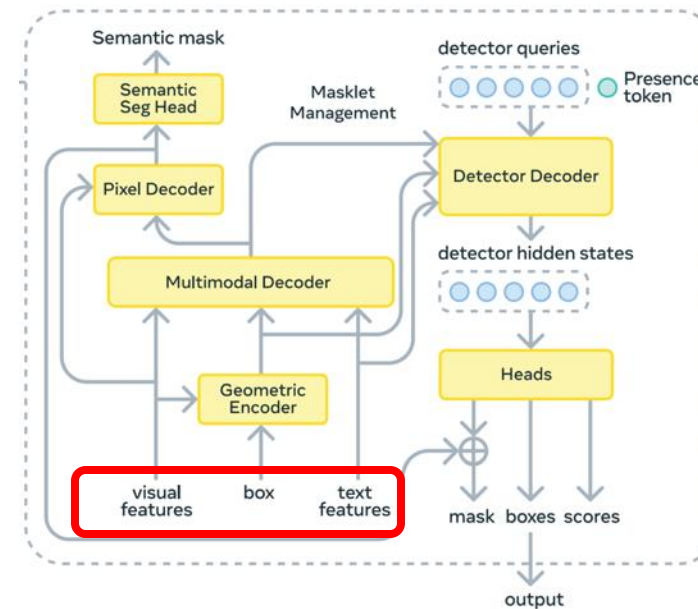 Semantic mask
Semantic
Seg Head
Pixel Decoder
Masklet
Management
detector queries
Presence
token
Detector Decoder
detector hidden states
Multimodal Decoder
Geometric
Encoder
Heads
visual
features
box
text
features
mask
boxes
scores
output